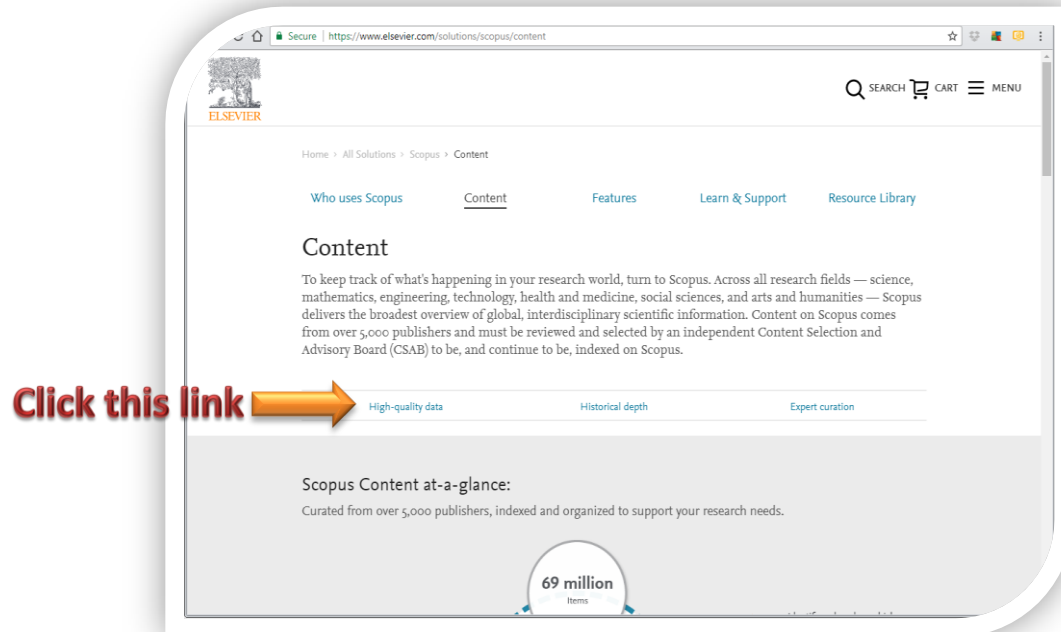 Secure | https://www.elsevier.com/solutions/scopus/content
ELSEVIER
SEARCH CART MENU
Home > All Solutions > Scopus > Content
Who uses Scopus Content Features Learn & Support Resource Library
Content
To keep track of what's happening in your research world, turn to Scopus. Across all research fields — science,
mathematics, engineering, technology, health and medicine, social sciences, and arts and humanities — Scopus
delivers the broadest overview of global, interdisciplinary scientific information. Content on Scopus comes
from over 5,000 publishers and must be reviewed and selected by an independent Content Selection and
Advisory Board (CSAB) to be, and continue to be, indexed on Scopus.
Click this link
High-quality data Historical depth Expert curation
Scopus Content at-a-glance:
Curated from over 5,000 publishers, indexed and organized to support your research needs.
69 million
Items